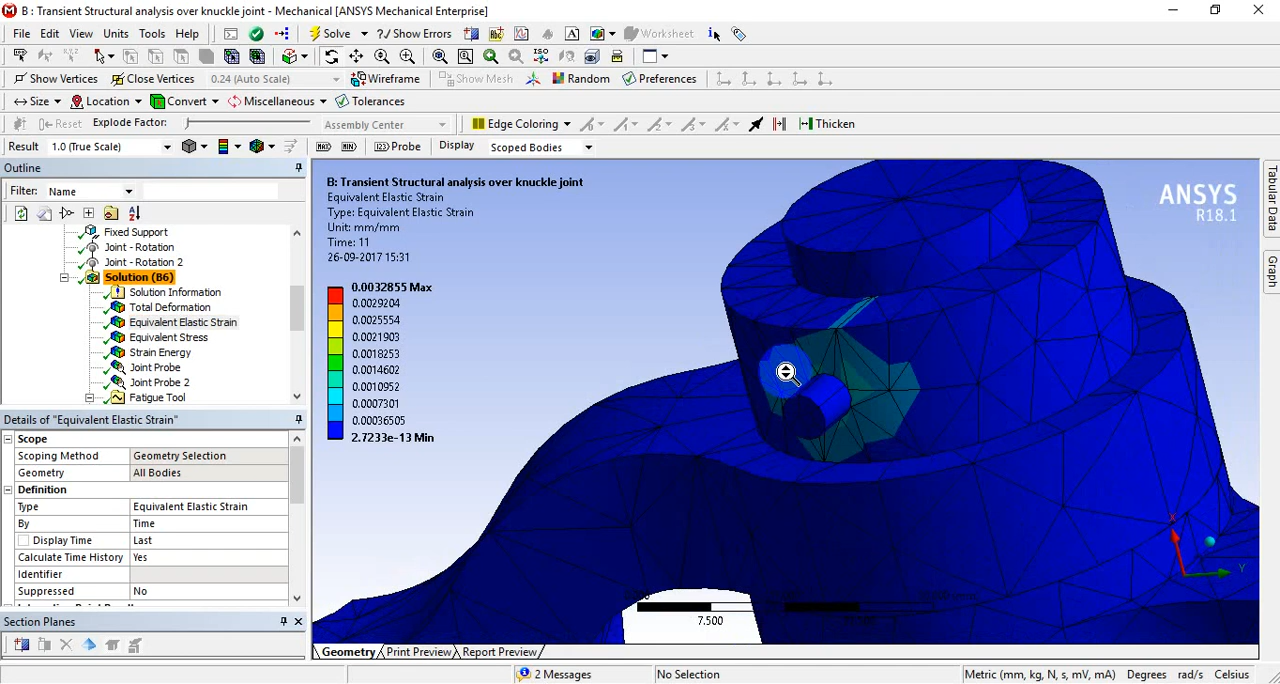 B : Transient Structural analysis over knuckle joint - Mechanical [ANSYS Mechanical Enterprise]
File Edit View Units Tools Help Solve ?/ Show Errors A Worksheet i
Show Vertices Close Vertices 0.24 (Auto Scale) Wireframe Show Mesh Random Preferences
Size Location Convert Miscellaneous Tolerances
Reset Explode Factor: Assembly Center Edge Coloring Thicken
Result 1.0 (True Scale) MAX MIN 123 Probe Display Scoped Bodies
Outline
Filter: Name
Fixed Support
Joint - Rotation
Joint - Rotation 2
Solution (B6)
Solution Information
Total Deformation
Equivalent Elastic Strain
Equivalent Stress
Strain Energy
Joint Probe
Joint Probe 2
Fatigue Tool
Details of "Equivalent Elastic Strain"
Scope
Scoping Method Geometry Selection
Geometry All Bodies
Definition
Type Equivalent Elastic Strain
By Time
Display Time Last
Calculate Time History Yes
Identifier
Suppressed No
Section Planes
B: Transient Structural analysis over knuckle joint
Equivalent Elastic Strain
Type: Equivalent Elastic Strain
Unit: mm/mm
Time: 11
26-09-2017 15:31
0.0032855 Max
0.0029204
0.0025554
0.0021904
0.0018253
0.0014602
0.0010952
0.0007301
0.00036505
2.7233e-13 Min
ANSYS
R18.1
X
Y
7.500
Tabular Data
Graph
Geometry Print Preview Report Preview
2 Messages No Selection Metric (mm, kg, N, s, mV, mA) Degrees rad/s Celsius